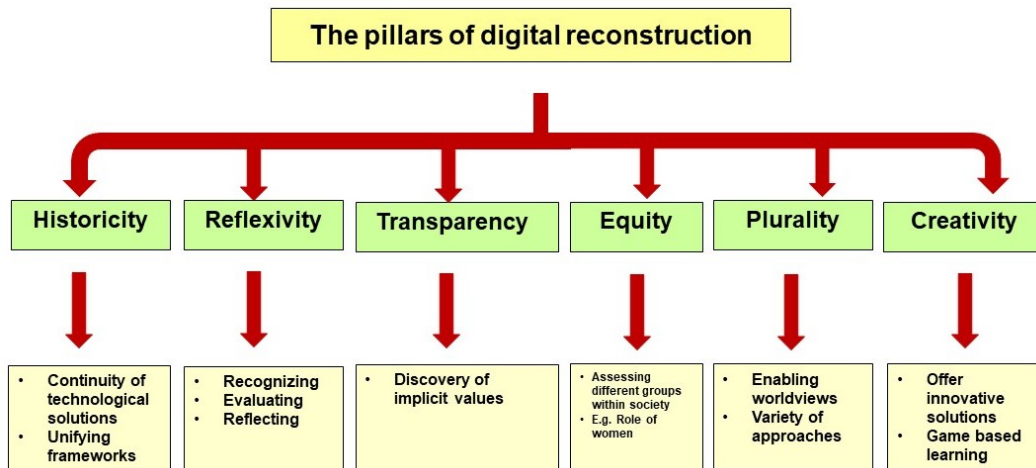 The pillars of digital reconstruction
Historicity
Reflexivity
Transparency
Equity
Plurality
Creativity
• Continuity of
technological
solutions
• Unifying
frameworks
• Recognizing
• Evaluating
• Reflecting
• Discovery of
implicit values
• Assessing
different groups
within society
• E.g. Role of
women
• Enabling
worldviews
• Variety of
approaches
• Offer
innovative
solutions
• Game based
learning